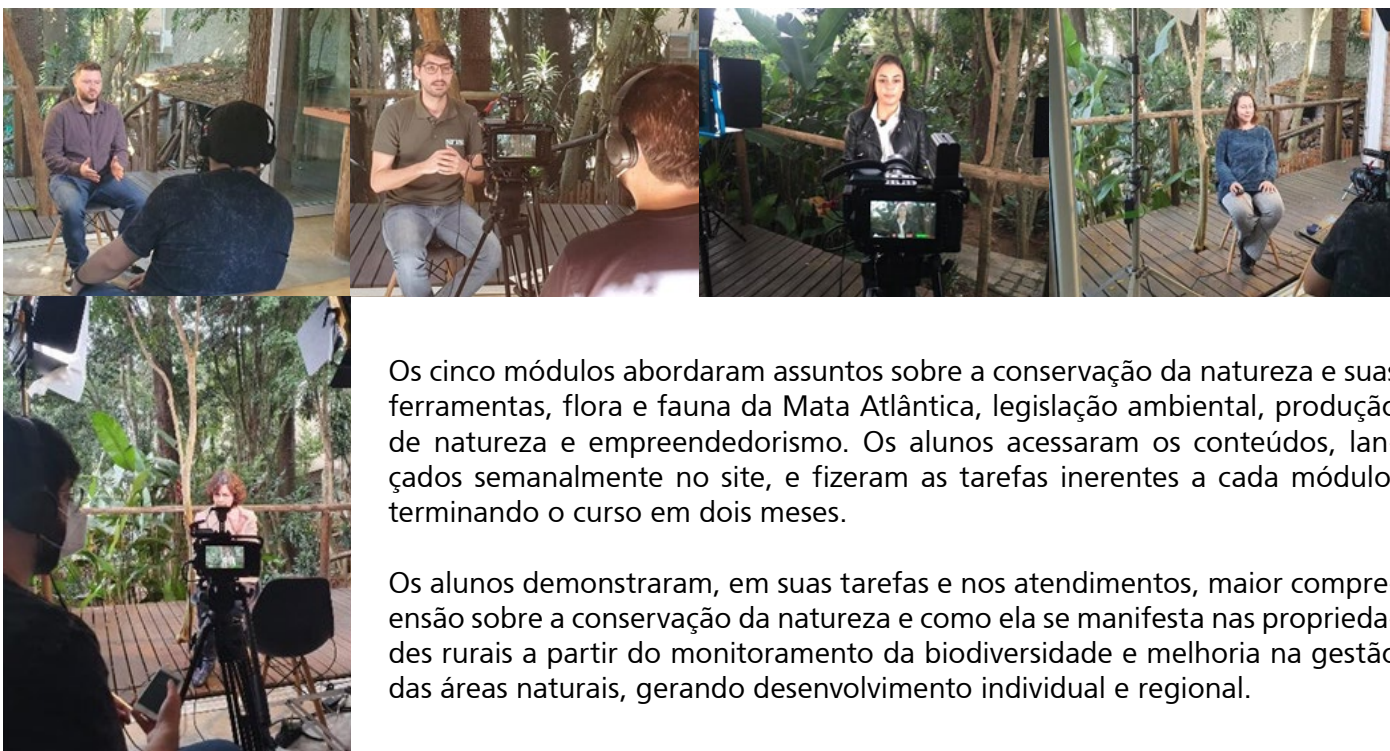 Os cinco módulos abordaram assuntos sobre a conservação da natureza e suas
ferramentas, flora e fauna da Mata Atlântica, legislação ambiental, produção
de natureza e empreendedorismo. Os alunos acessaram os conteúdos, lan
çados semanalmente no site, e fizeram as tarefas inerentes a cada módulo
terminando o curso em dois meses.
Os alunos demonstraram, em suas tarefas e nos atendimentos, maior compre
ensão sobre a conservação da natureza e como ela se manifesta nas proprieda
des rurais a partir do monitoramento da biodiversidade e melhoria na gestão
das áreas naturais, gerando desenvolvimento individual e regional.